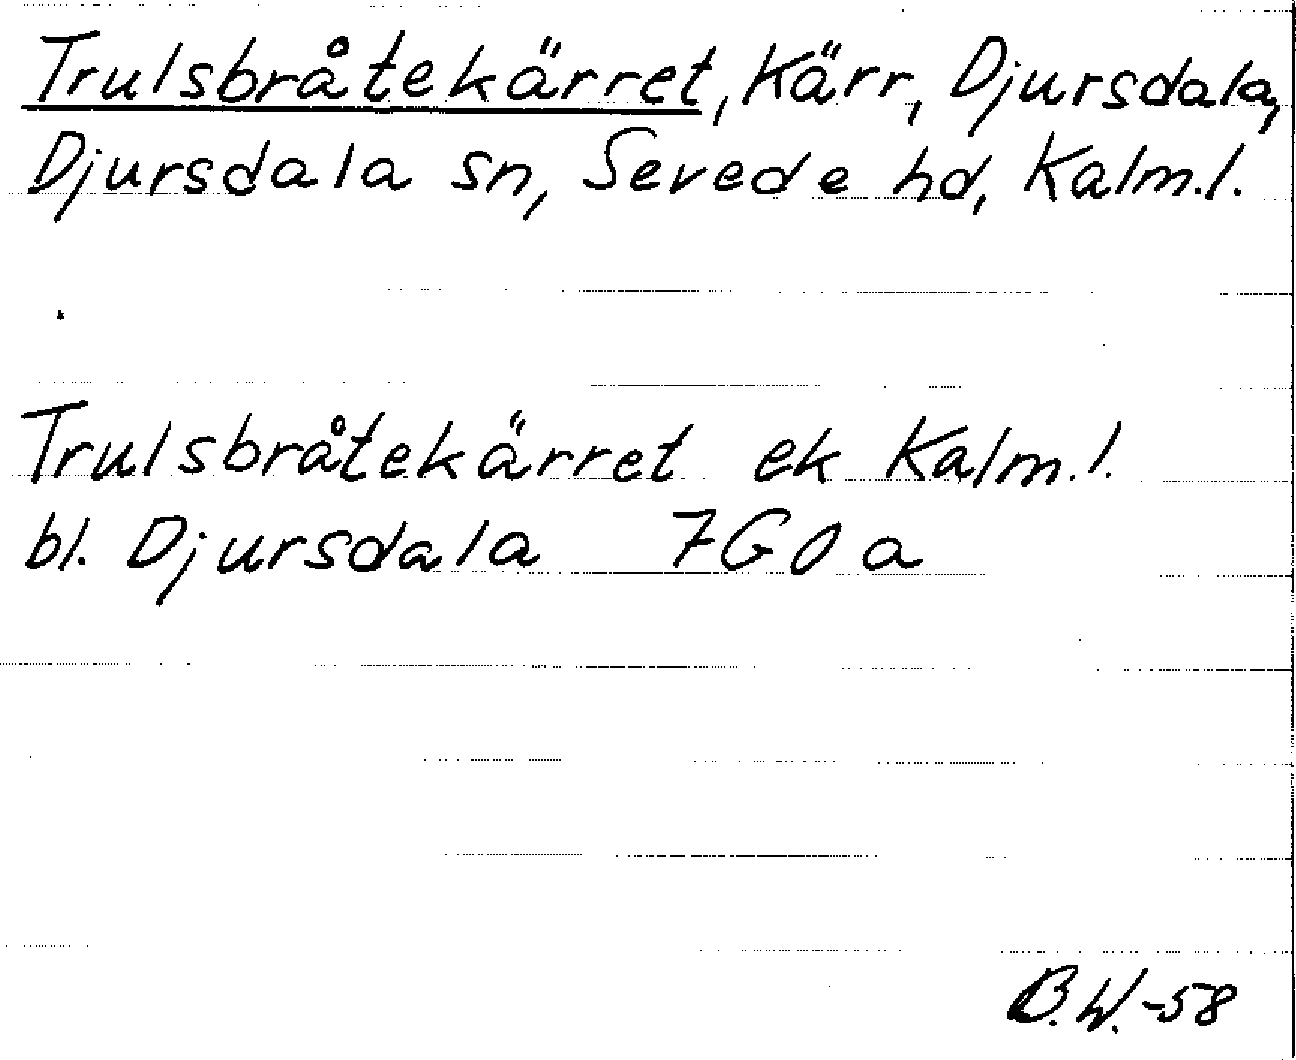 Trulsbråtekärret, Kärr, Djursdala,
Djursdala sn, Sevede hd, Kalm.l.
Trulsbråtekärret ek Kalm.l.
bl. Djursdala 7G0a
B.W.-58